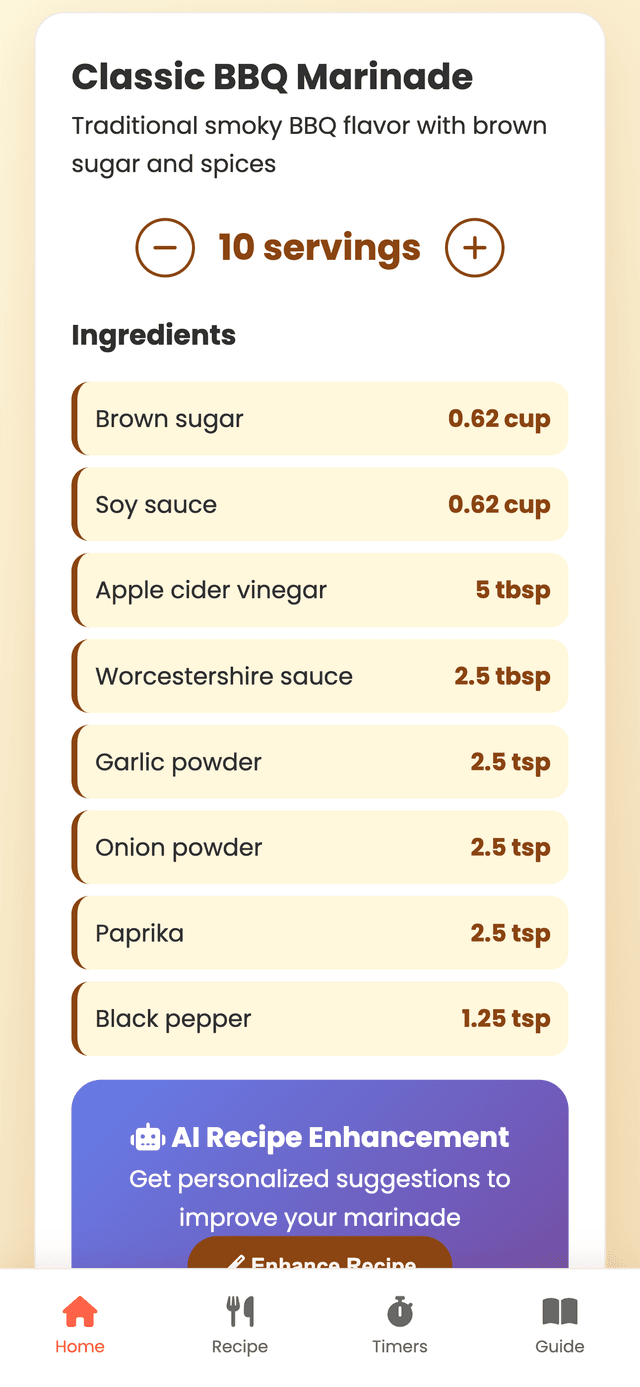 Classic BBQ Marinade
Traditional smoky BBQ flavor with brown
sugar and spices
10 servings
Ingredients
Brown sugar 0.62 cup
Soy sauce 0.62 cup
Apple cider vinegar 5 tbsp
Worcestershire sauce 2.5 tbsp
Garlic powder 2.5 tsp
Onion powder 2.5 tsp
Paprika 2.5 tsp
Black pepper 1.25 tsp
AI Recipe Enhancement
Get personalized suggestions to
improve your marinade
Enhance Recipe
Home Recipe Timers Guide